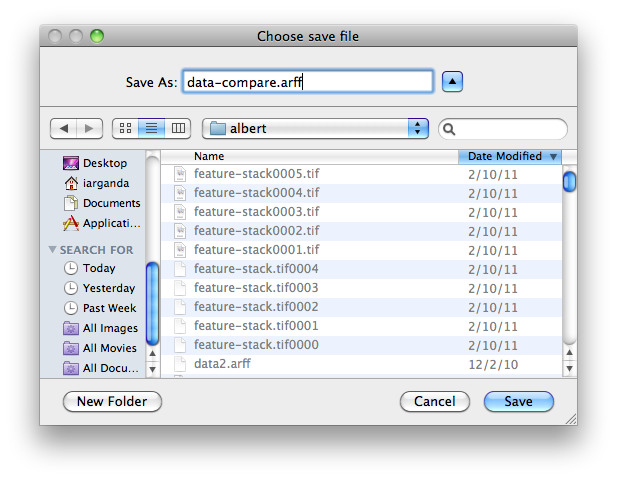 Choose save file
Save As: data-compare.arff
albert
Desktop
iarganda
Documents
Applicati...
SEARCH FOR
Today
Yesterday
Past Week
All Images
All Movies
All Docu...
Name Date Modified
feature-stack0005.tif 2/10/11
feature-stack0004.tif 2/10/11
feature-stack0003.tif 2/10/11
feature-stack0002.tif 2/10/11
feature-stack0001.tif 2/10/11
feature-stack.tif0004 2/10/11
feature-stack.tif0003 2/10/11
feature-stack.tif0002 2/10/11
feature-stack.tif0001 2/10/11
feature-stack.tif0000 2/10/11
data2.arff 12/2/10
New Folder Cancel Save